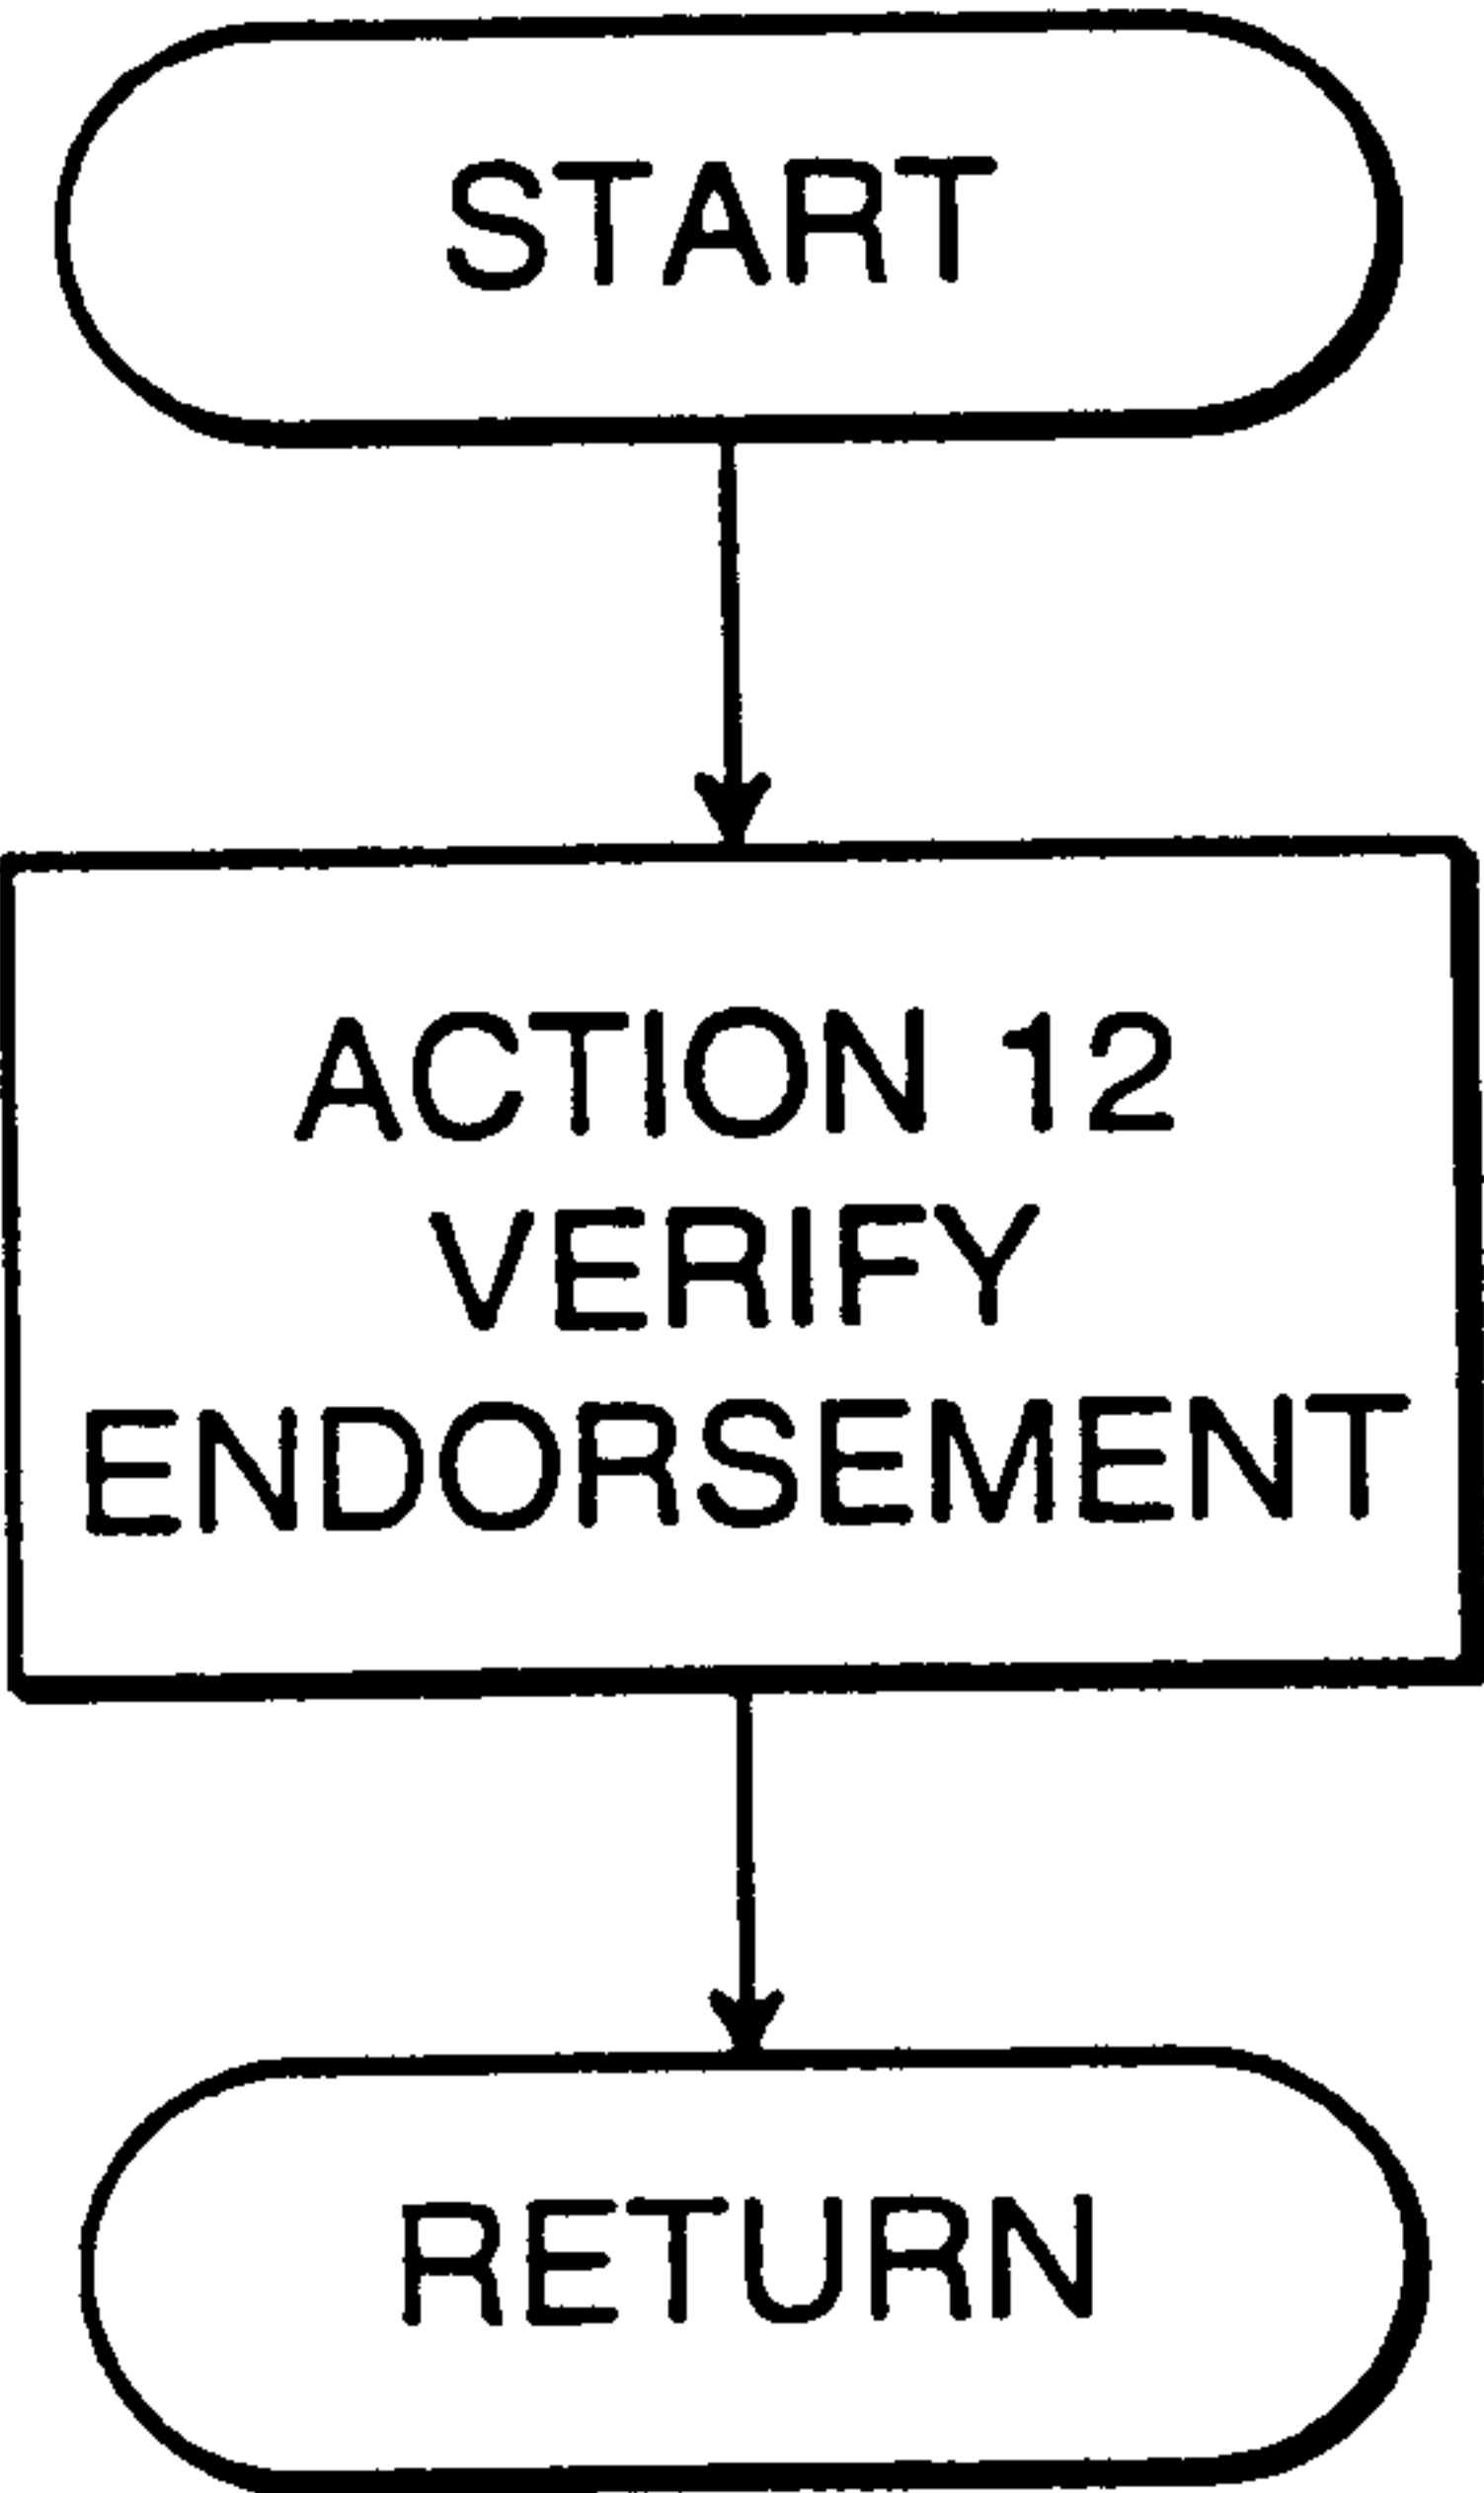 START
ACTION 12
VERIFY
ENDORSEMENT
RETURN